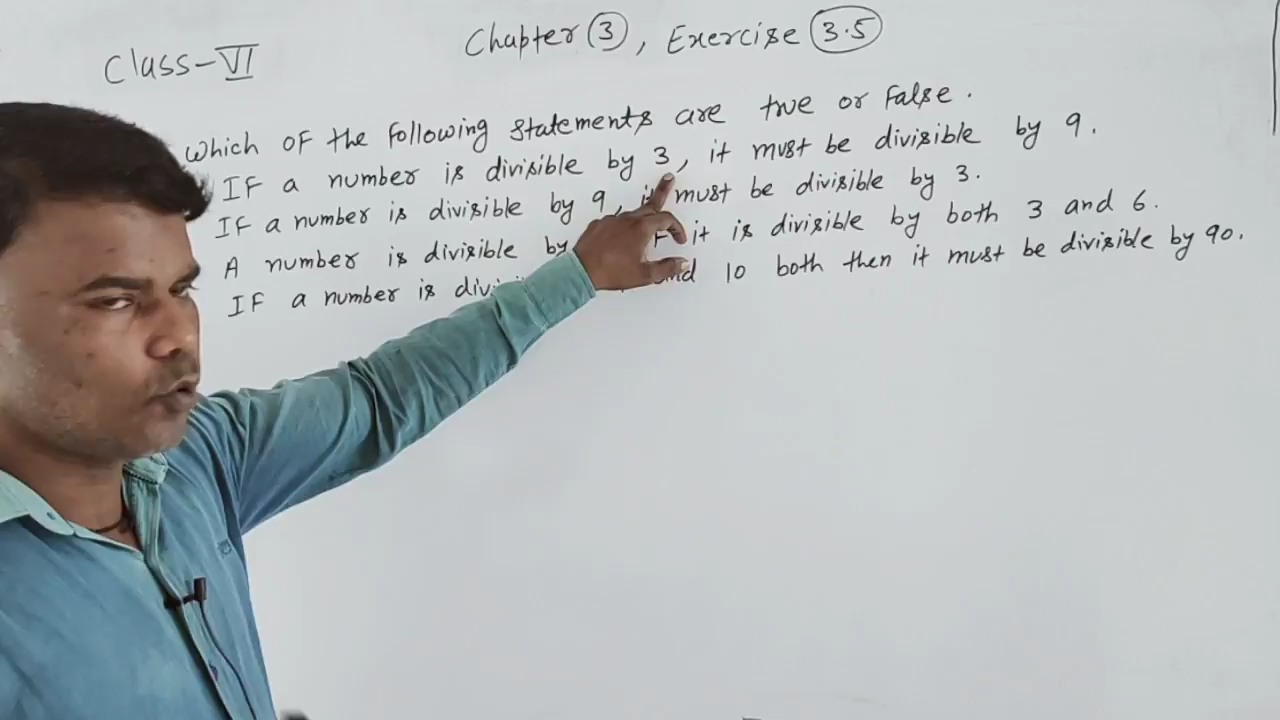 Chapter 3, Exercise 3.5
Class-VI
Which of the following statements are true or false.
If a number is divisible by 3, it must be divisible by 9.
If a number is divisible by 9, it must be divisible by 3.
A number is divisible by it is divisible by both 3 and 6.
If a number is 10 both then it must be divisible by 90.